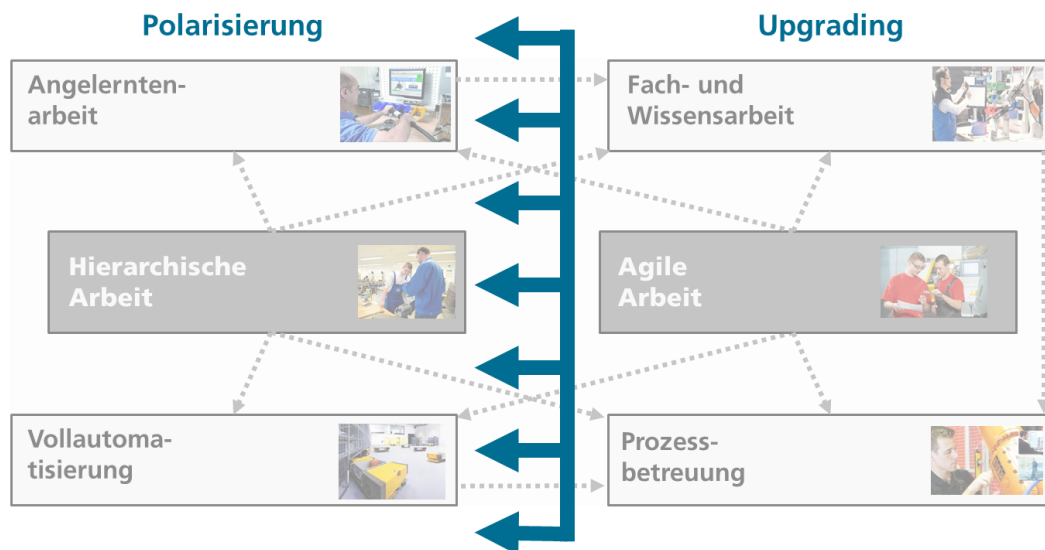 Polarisierung
Upgrading
Angelernten-
arbeit
Fach- und
Wissensarbeit
Hierarchische
Arbeit
Agile
Arbeit
Vollautoma-
tisierung
Prozess-
betreuung